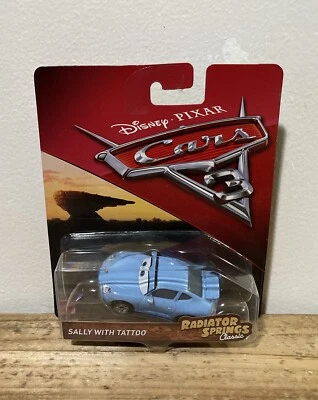 Disney · PIXAR
Cars
3
SALLY WITH TATTOO
RADIATOR
SPRINGS
Classic